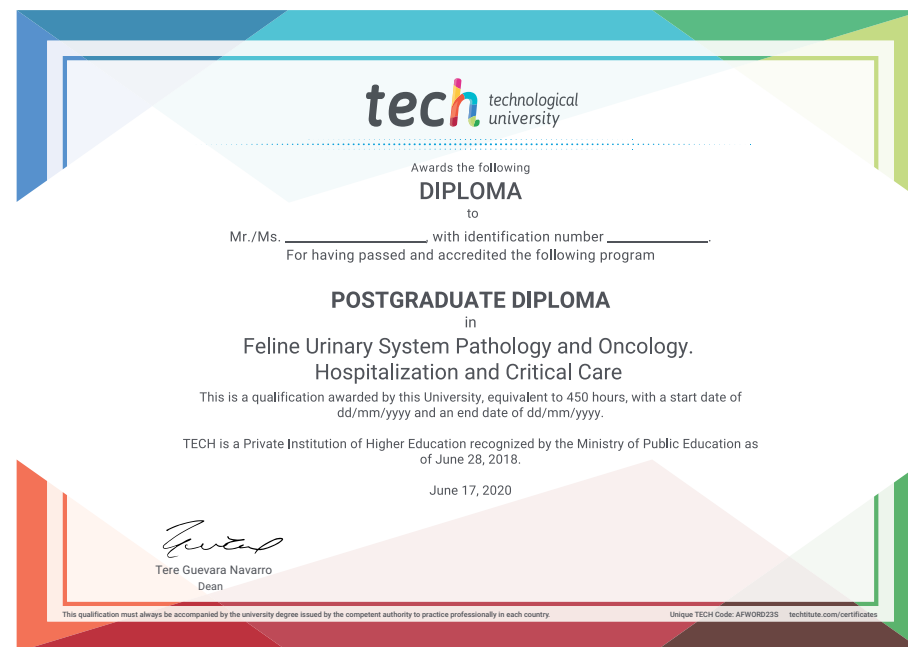 tech technological
university
Awards the following
DIPLOMA
to
Mr./Ms. ____________________, with identification number ______________.
For having passed and accredited the following program
POSTGRADUATE DIPLOMA
in
Feline Urinary System Pathology and Oncology.
Hospitalization and Critical Care
This is a qualification awarded by this University, equivalent to 450 hours, with a start date of
dd/mm/yyyy and an end date of dd/mm/yyyy.
TECH is a Private Institution of Higher Education recognized by the Ministry of Public Education as
of June 28, 2018.
June 17, 2020
Tere Guevara Navarro
Dean
This qualification must always be accompanied by the university degree issued by the competent authority to practice professionally in each country. Unique TECH Code: AFWORD23S techtitute.com/certificates